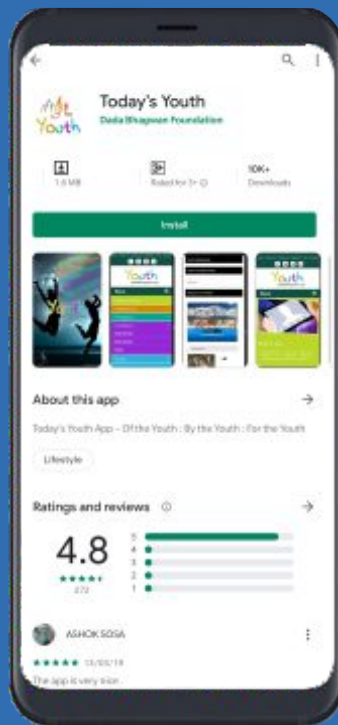 Today's Youth
Dada Bhagwan Foundation
Youth
1.6 MB
Rated for 3+
10K+
Downloads
Install
Youth
About this app
Today's Youth App - Of the Youth : By the Youth : For the Youth
Lifestyle
Ratings and reviews
4.8
272
5
4
3
2
1
ASHOK SOSA
The app is very nice